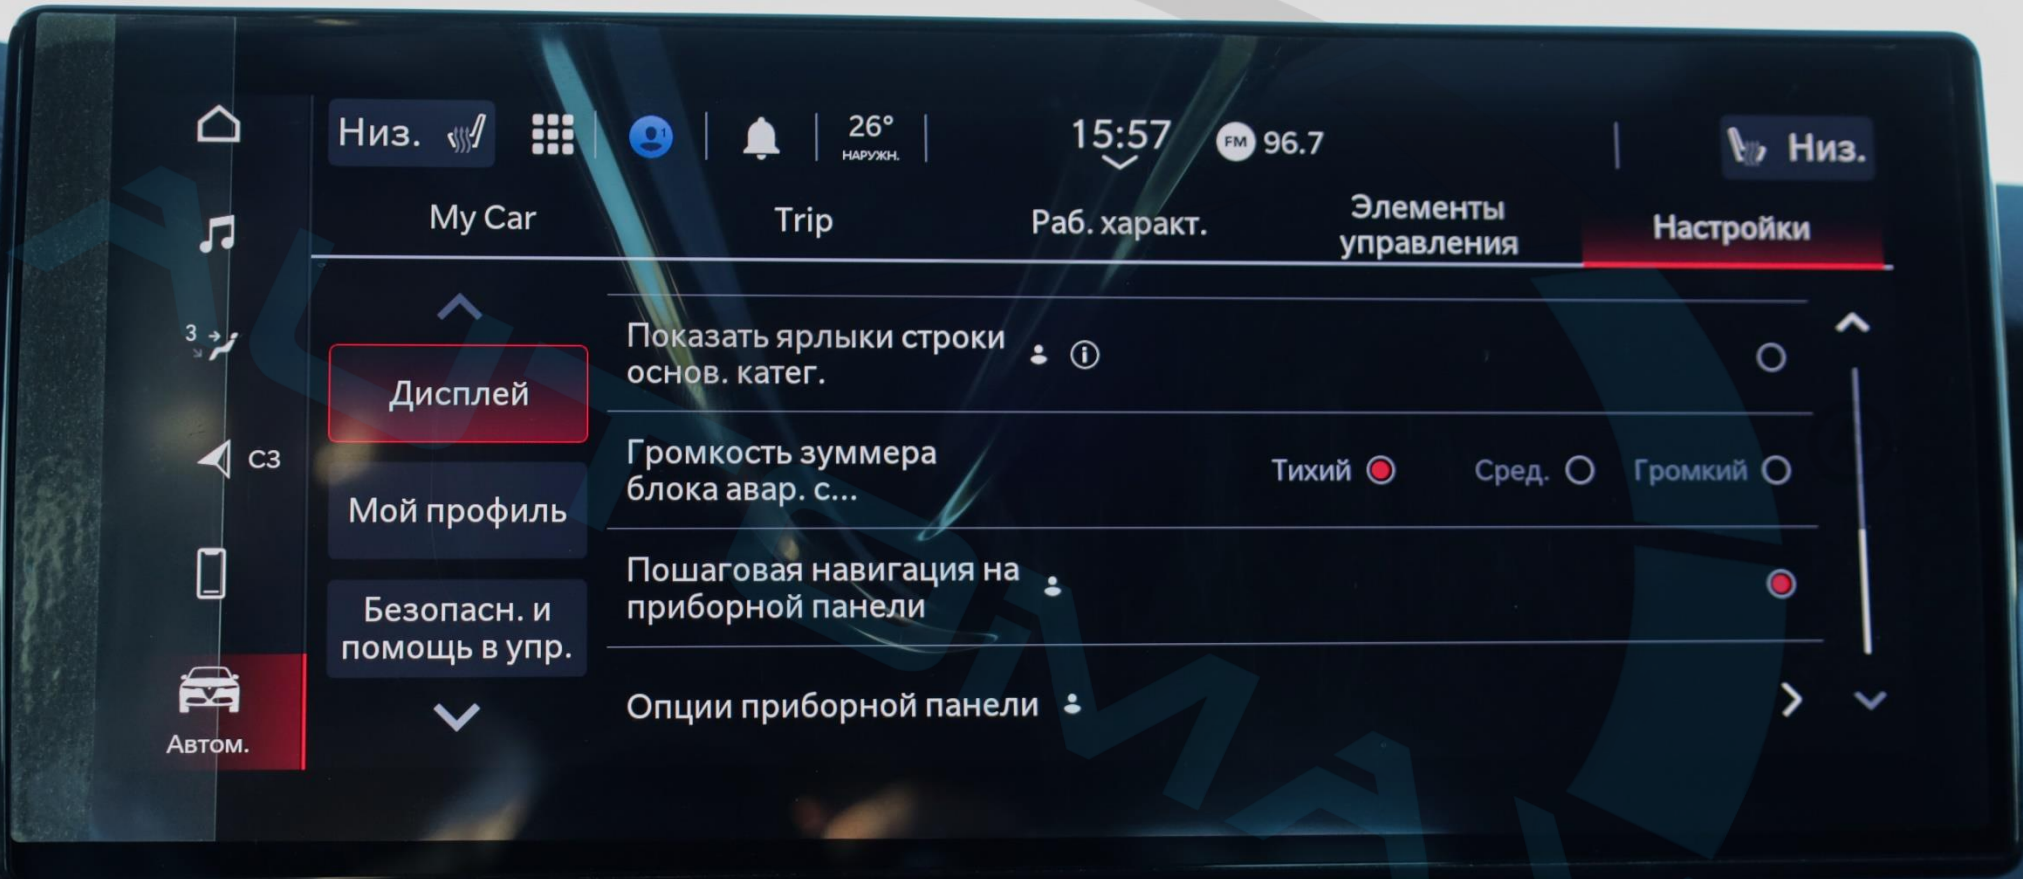 Низ.
1
26°
НАРУЖН.
15:57
FM 96.7
Низ.
My Car
Trip
Раб. характ.
Элементы
управления
Настройки
3
СЗ
Автом.
Дисплей
Мой профиль
Безопасн. и
помощь в упр.
Показать ярлыки строки
основ. катег.
Громкость зуммера
блока авар. с...
Тихий
Сред.
Громкий
Пошаговая навигация на
приборной панели
Опции приборной панели